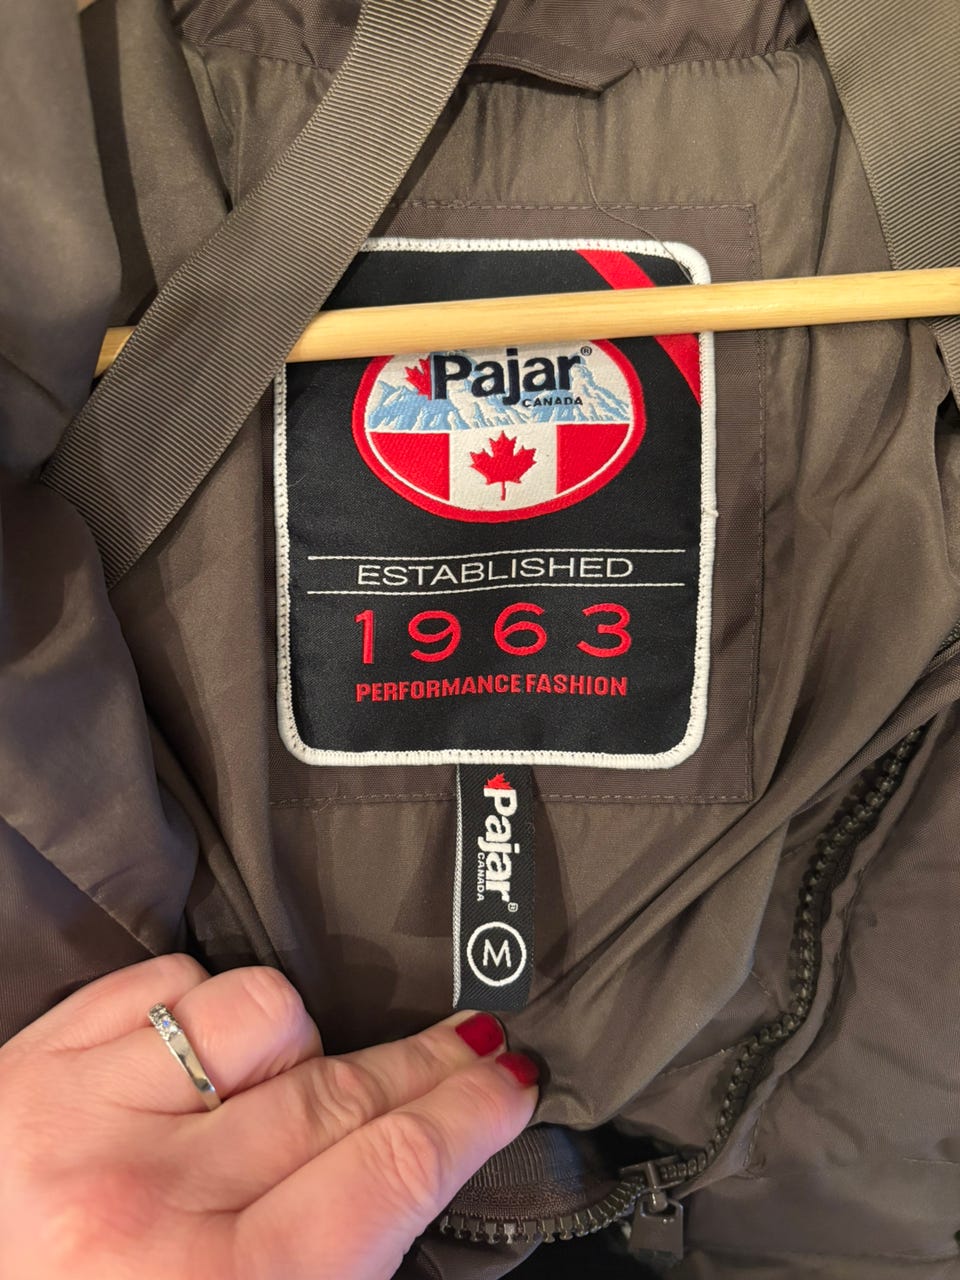 Pajar®
CANADA
ESTABLISHED
1963
PERFORMANCE FASHION
Pajar®
CANADA
M